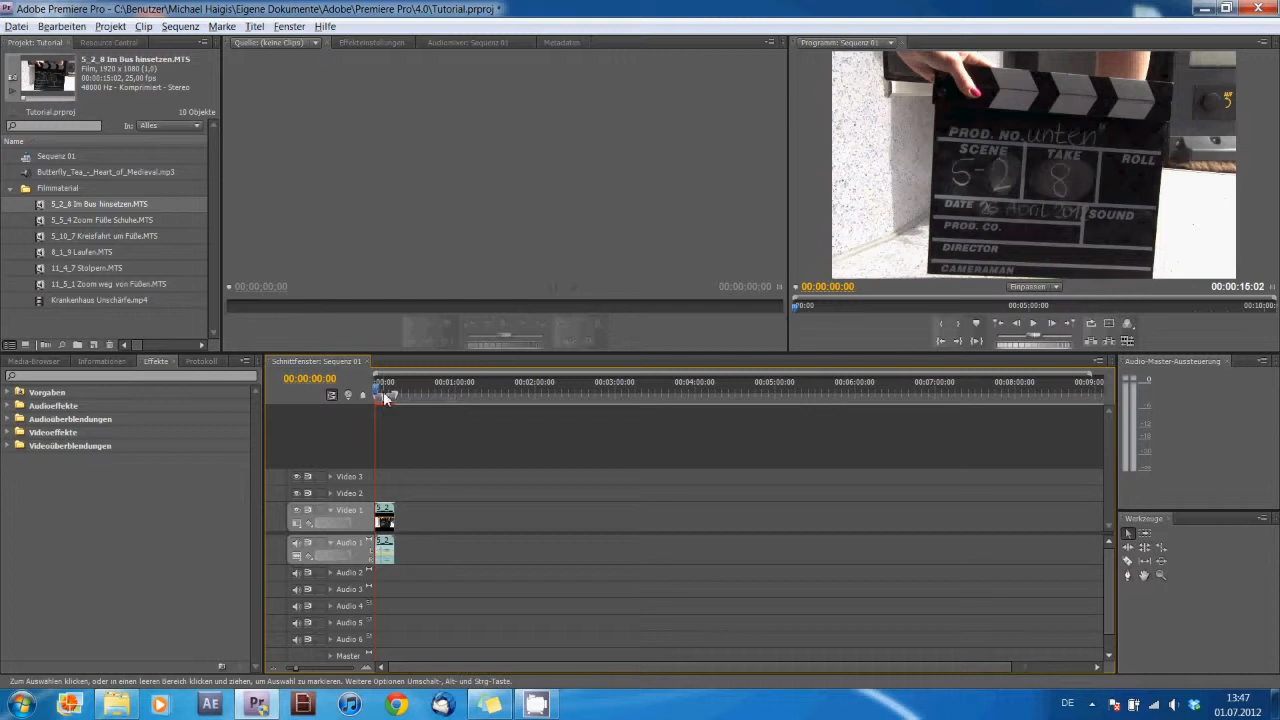 Adobe Premiere Pro - C:\Benutzer\Michael Haigis\Eigene Dokumente\Adobe\Premiere Pro\4.0\Tutorial.prproj *
Datei Bearbeiten Projekt Clip Sequenz Marke Titel Fenster Hilfe
Projekt: Tutorial Resource Central
5_2_8 Im Bus hinsetzen.MTS
Film, 1920 x 1080 (1,0)
00:00:15:02, 25,00 fps
48000 Hz - Komprimiert - Stereo
Tutorial.prproj 10 Objekte
In: Alles
Name
Sequenz 01
Butterfly_Tea_-_Heart_of_Medieval.mp3
Filmmaterial
5_2_8 Im Bus hinsetzen.MTS
5_5_4 Zoom Füße Schuhe.MTS
5_10_7 Kreisfahrt um Füße.MTS
8_1_9 Laufen.MTS
11_4_7 Stolpern.MTS
11_5_1 Zoom weg von Füßen.MTS
Krankenhaus Unschärfe.mp4
Quelle: (keine Clips) Effekteinstellungen Audiomixer: Sequenz 01 Metadaten
00;00;00;00 00;00;00;00
Programm: Sequenz 01
PROD. NO. unten"
SCENE TAKE ROLL
5-2 8
DATE 26 April 201 SOUND
PROD. CO.
DIRECTOR
CAMERAMAN
00:00:00:00 Einpassen 00:00:15:02
00:00 00:05:00:00 00:10:00:
Media-Browser Informationen Effekte Protokoll
Vorgaben
Audioeffekte
Audioüberblendungen
Videoeffekte
Videoüberblendungen
Schnittfenster: Sequenz 01
00:00:00:00
00:00 00:01:00:00 00:02:00:00 00:03:00:00 00:04:00:00 00:05:00:00 00:06:00:00 00:07:00:00 00:08:00:00 00:09:00
Video 3
Video 2
Video 1 5_2_
Audio 1 5_2_
Audio 2
Audio 3
Audio 4
Audio 5
Audio 6
Master
Audio-Master-Aussteuerung
0
-6
-12
-18
-30
Werkzeuge
Zum Auswählen klicken, oder in einen leeren Bereich klicken und ziehen, um Auswahl zu markieren. Weitere Optionen Umschalt-, Alt- und Strg-Taste.
AE Pr DE 13:47
01.07.2012